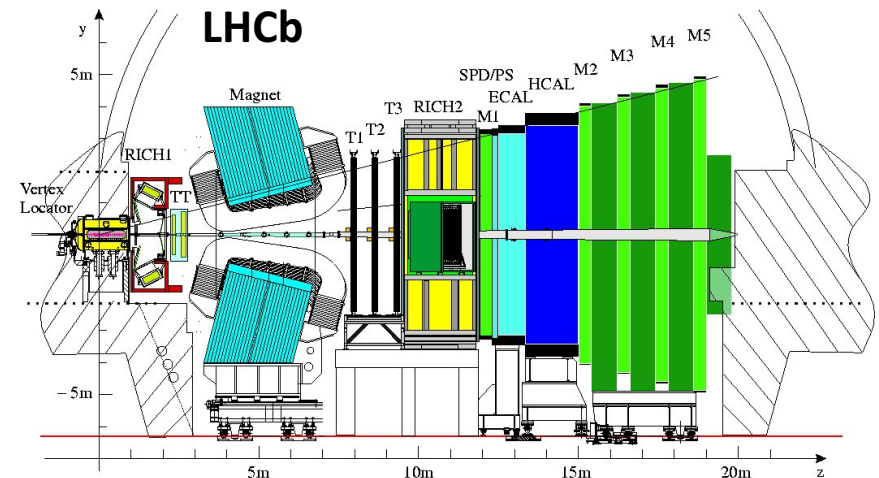 LHCb
y
5m
Magnet
SPD/PS
ECAL
HCAL
M1
M2
M3
M4
M5
T1
T2
T3
RICH2
RICH1
TT
Vertex
Locator
– 5m
5m
10m
15m
20m
z